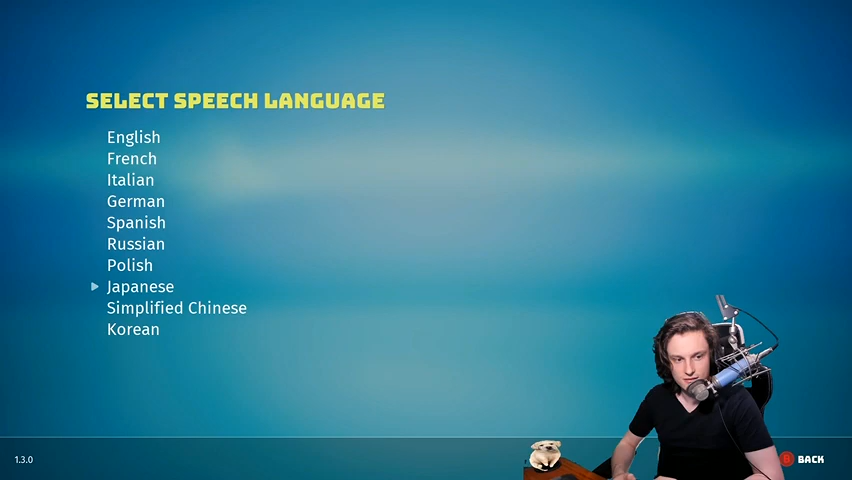 SELECT SPEECH LANGUAGE
English
French
Italian
German
Spanish
Russian
Polish
Japanese
Simplified Chinese
Korean
1.3.0
B BACK